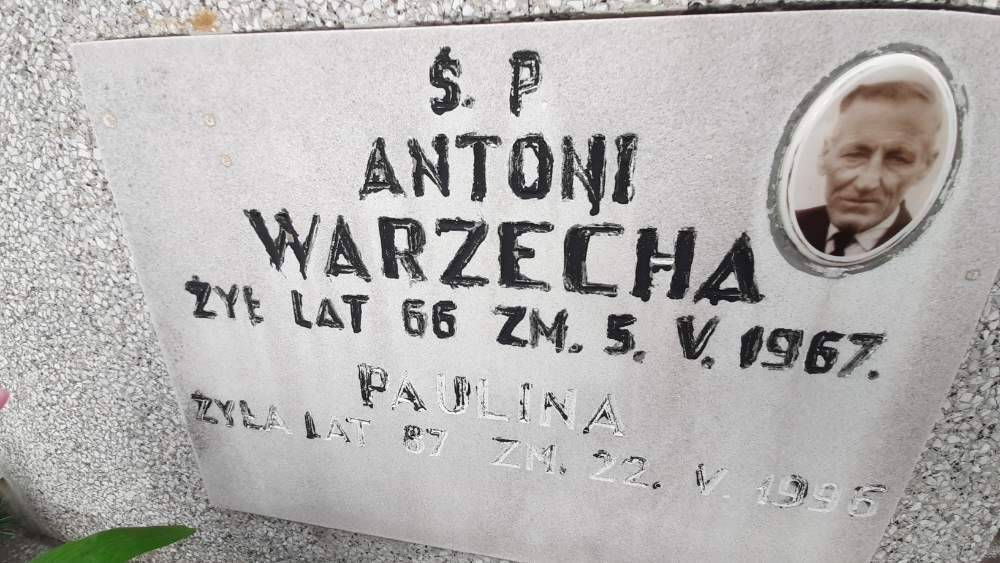 Ś. P
ANTONI
WARZECHA
ŻYŁ LAT 66 ZM. 5. V. 1967.
PAULINA
ŻYŁA LAT 87 ZM. 22. V. 1996